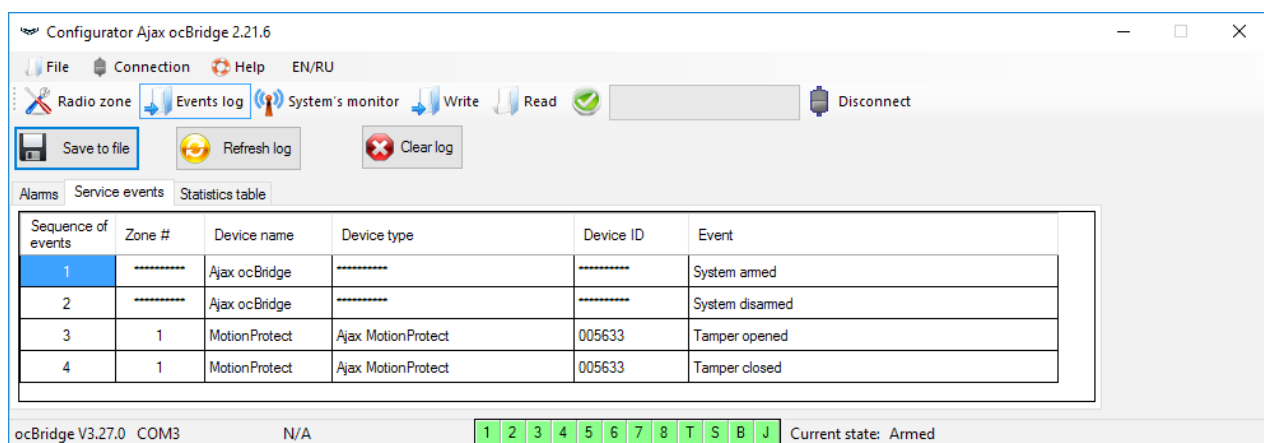 Configurator Ajax ocBridge 2.21.6
File Connection Help EN/RU
Radio zone Events log System's monitor Write Read Disconnect
Save to file Refresh log Clear log
Alarms Service events Statistics table
Sequence of events Zone # Device name Device type Device ID Event
1 ********** Ajax ocBridge ********** ********** System armed
2 ********** Ajax ocBridge ********** ********** System disarmed
3 1 MotionProtect Ajax MotionProtect 005633 Tamper opened
4 1 MotionProtect Ajax MotionProtect 005633 Tamper closed
ocBridge V3.27.0 COM3 N/A 1 2 3 4 5 6 7 8 T S B J Current state: Armed